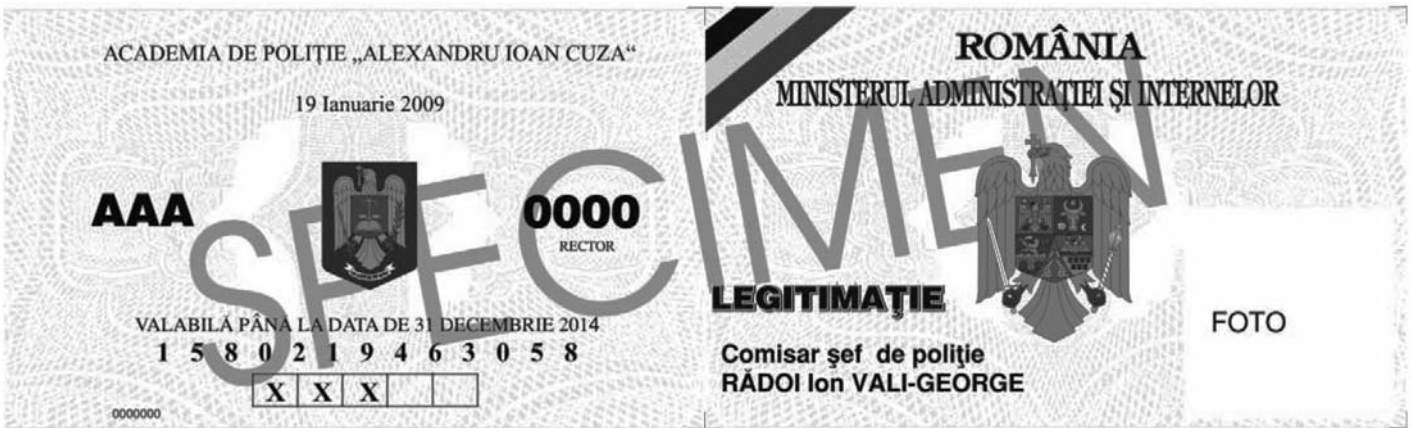 ACADEMIA DE POLIȚIE „ALEXANDRU IOAN CUZA“
19 Ianuarie 2009
AAA
0000
RECTOR
VALABILĂ PÂNĂ LA DATA DE 31 DECEMBRIE 2014
1 5 8 0 2 1 9 4 6 3 0 5 8
X X X
0000000
SPECIMEN
ROMÂNIA
MINISTERUL ADMINISTRAȚIEI ȘI INTERNELOR
LEGITIMAȚIE
Comisar șef de poliție
RĂDOI Ion VALI-GEORGE
FOTO